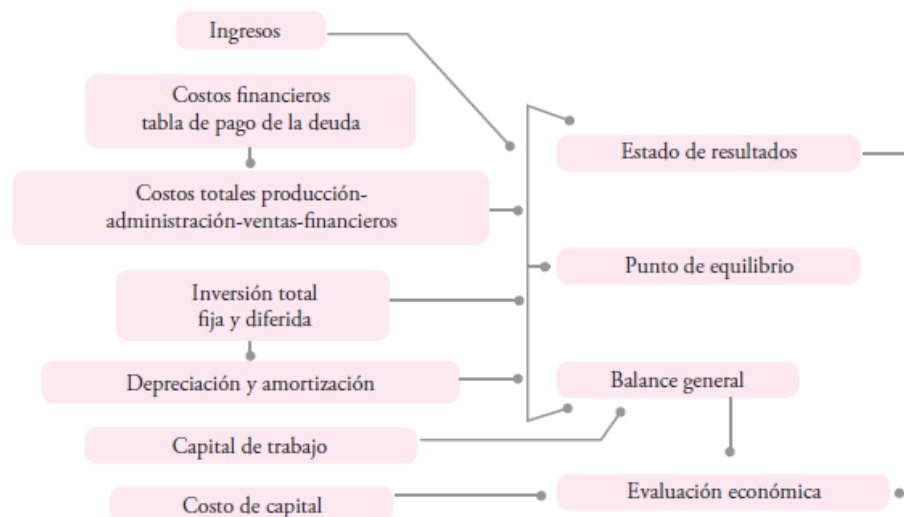 Ingresos
Costos financieros
tabla de pago de la deuda
Costos totales producción-
administración-ventas-financieros
Inversión total
fija y diferida
Depreciación y amortización
Capital de trabajo
Costo de capital
Estado de resultados
Punto de equilibrio
Balance general
Evaluación económica